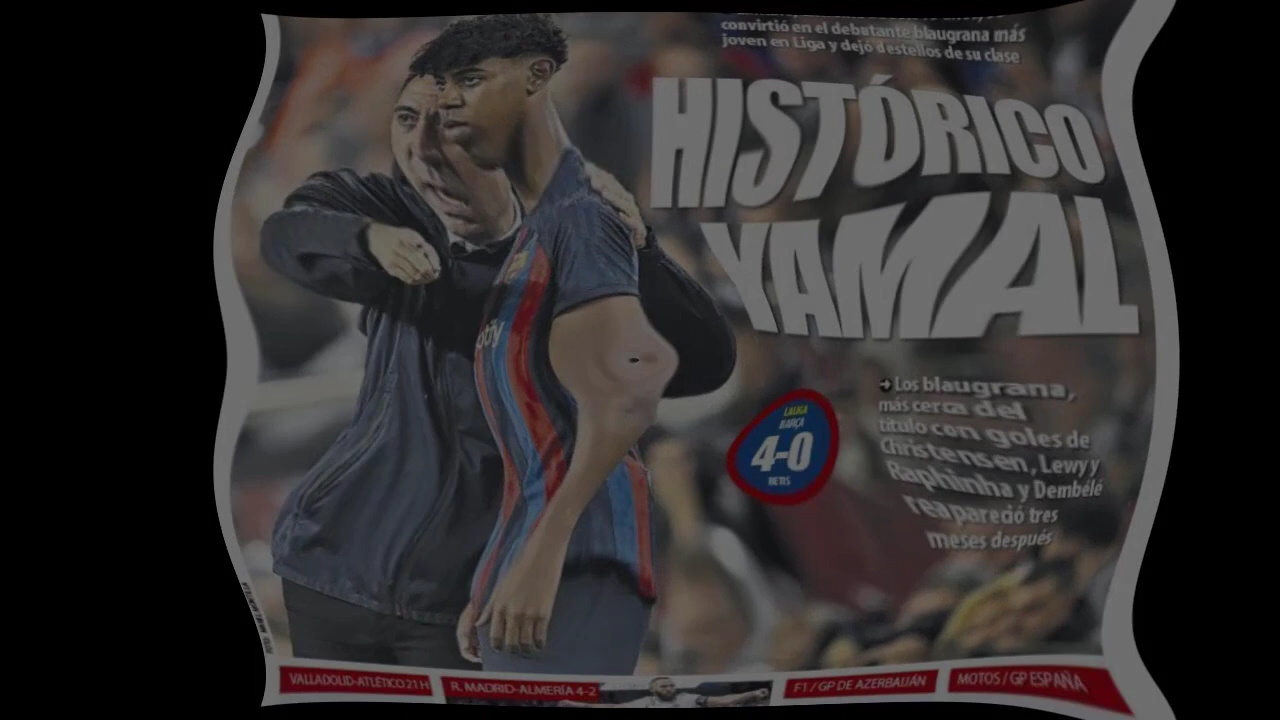 convirtió en el debutante blaugrana más
joven en Liga y dejó destellos de su clase
HISTÓRICO
YAMAL
Los blaugrana,
más cerca del
título con goles de
Christensen, Lewy y
Raphinha y Dembélé
reapareció tres
meses después
LALIGA
BARÇA
4-0
BETIS
VALLADOLID-ATLÉTICO 21 H
R. MADRID-ALMERÍA 4-2
F1 / GP DE AZERBAIJÁN
MOTOS / GP ESPAÑA